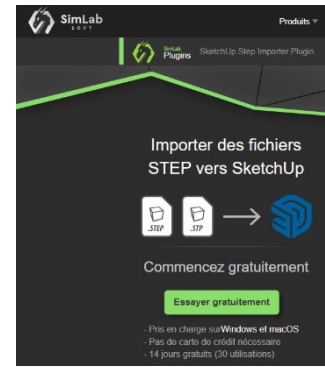 SimLab
SOFT
Produits
SimLab
Plugins
SketchUp Step Importer Plugin
Importer des fichiers
STEP vers SketchUp
.STEP
.STP
Commencez gratuitement
Essayer gratuitement
- Pris en charge surWindows et macOS
- Pas de carte de crédit nécessaire
- 14 jours gratuits (30 utilisations)